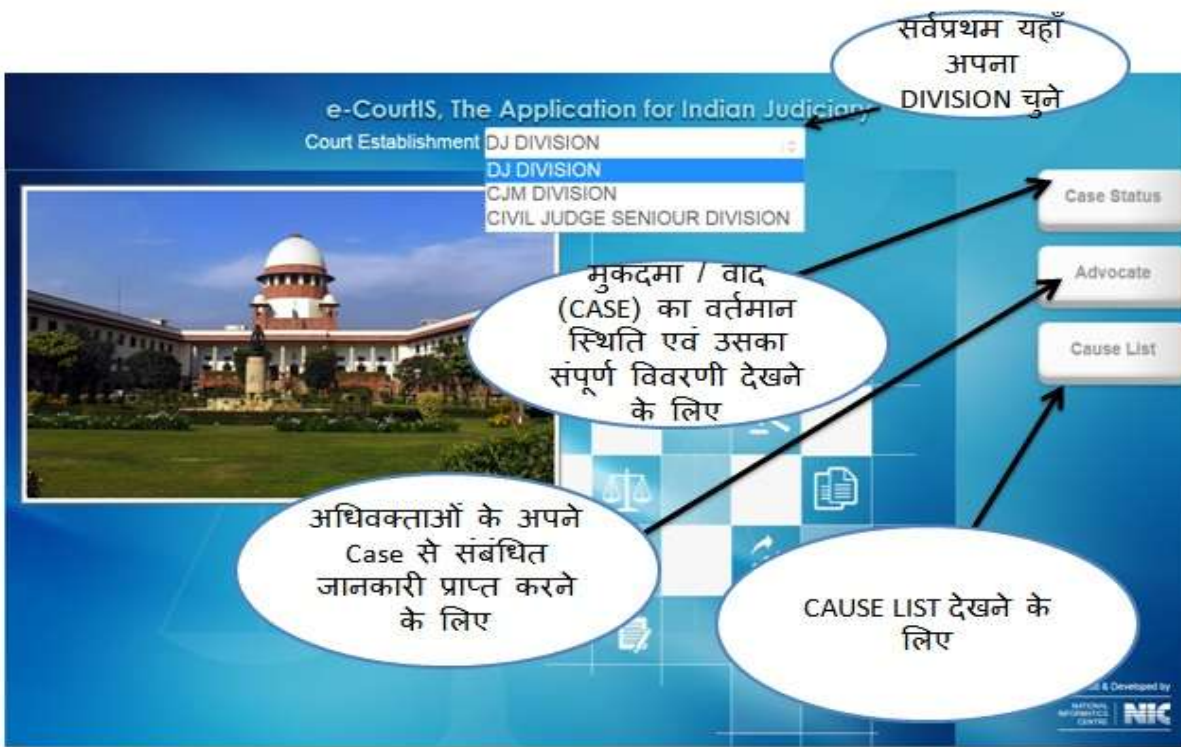 सर्वप्रथम यहाँ
अपना
DIVISION चुने
e-CourtIS, The Application for Indian Judiciary
Court Establishment DJ DIVISION
DJ DIVISION
CJM DIVISION
CIVIL JUDGE SENIOUR DIVISION
Case Status
Advocate
Cause List
मुकदमा / वाद
(CASE) का वर्तमान
स्थिति एवं उसका
संपूर्ण विवरणी देखने
के लिए
अधिवक्ताओं के अपने
Case से संबंधित
जानकारी प्राप्त करने
के लिए
CAUSE LIST देखने के
लिए
& Developed by
NATIONAL
INFORMATICS
CENTRE
NIC